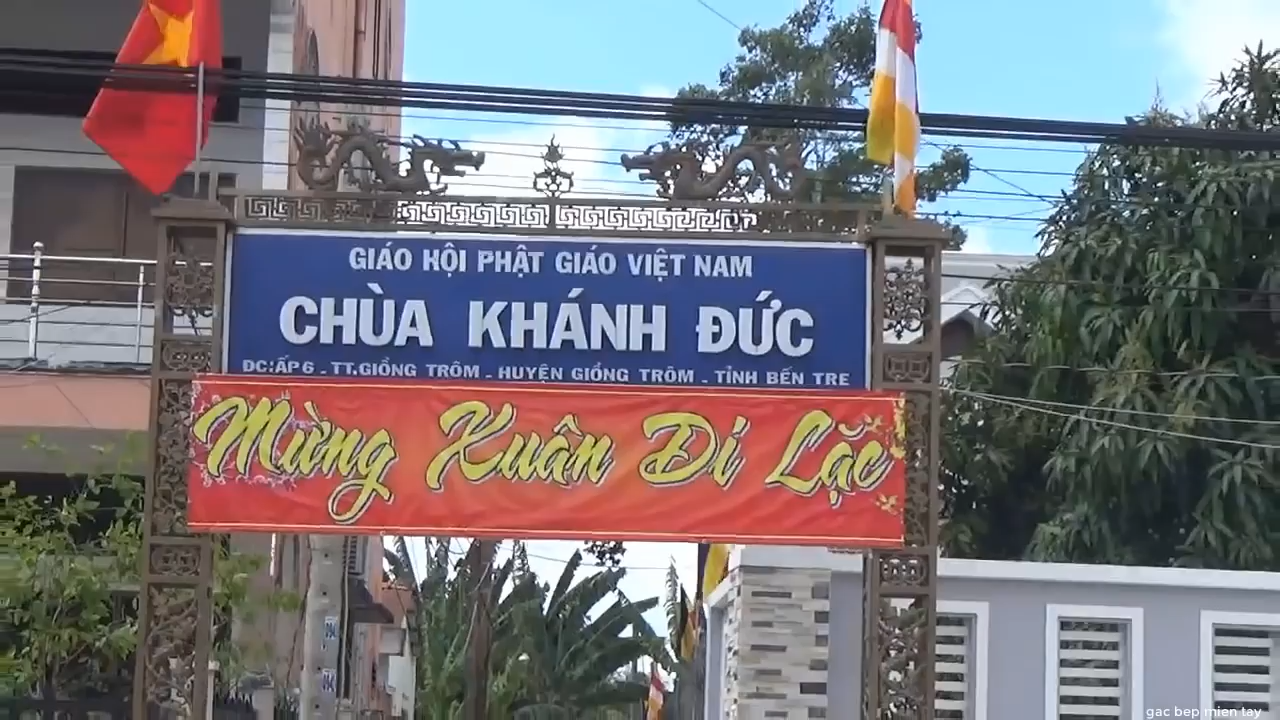 GIÁO HỘI PHẬT GIÁO VIỆT NAM
CHÙA KHÁNH ĐỨC
DC:ẤP 6 - TT.GIỒNG TRÔM - HUYỆN GIỒNG TRÔM - TỈNH BẾN TRE
Mừng Xuân Di Lặc
gac bep mien tay